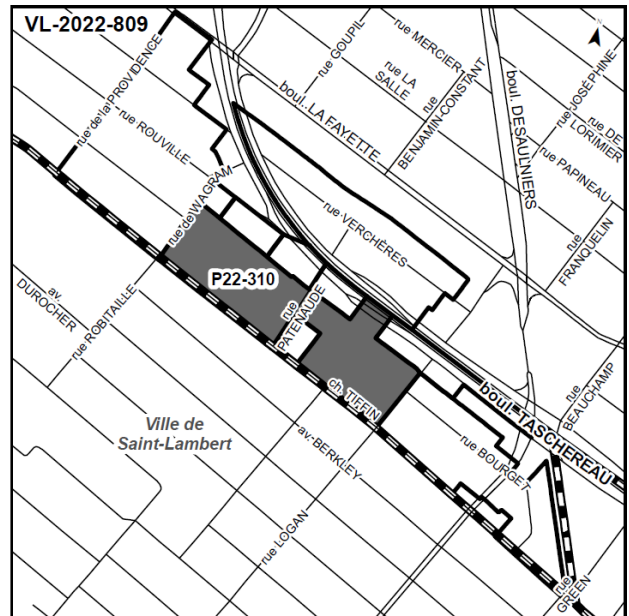 VL-2022-809
N
rue de la PROVIDENCE
rue ROUVILLE
rue de WAGRAM
boul. LA FAYETTE
rue GOUPIL
rue MERCIER
rue LA
SALLE
rue
BENJAMIN-CONSTANT
boul. DESAULNIERS
rue JOSÉPHINE
rue DE
LORIMIER
rue PAPINEAU
rue
FRANQUELIN
rue VERCHÈRES
P22-310
rue
PATENAUDE
av.
DUROCHER
rue ROBITAILLE
ch. TIFFIN
boul. TASCHEREAU
rue
BEAUCHAMP
Ville de
Saint-Lambert
av. BERKLEY
rue BOURGET
rue LOGAN
rue
GREEN